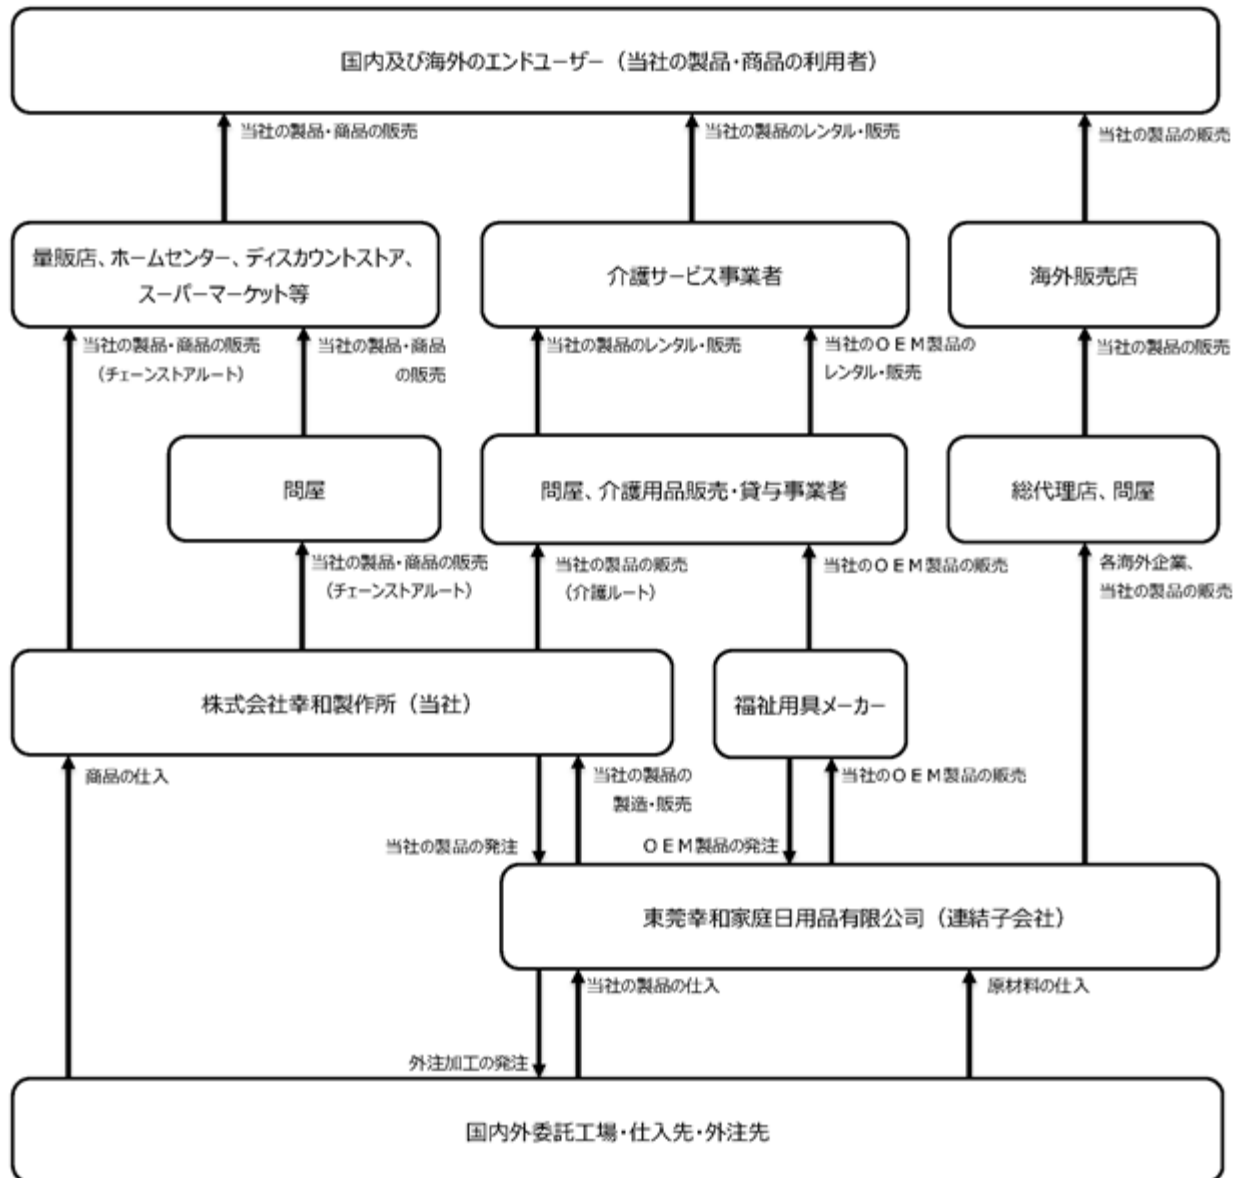 国内及び海外のエンドユーザー（当社の製品・商品の利用者）
当社の製品・商品の販売
当社の製品のレンタル・販売
当社の製品の販売
量販店、ホームセンター、ディスカウントストア、
スーパーマーケット等
介護サービス事業者
海外販売店
当社の製品・商品の販売
（チェーンストアルート）
当社の製品・商品
の販売
当社の製品のレンタル・販売
当社のＯＥＭ製品の
レンタル・販売
当社の製品の販売
問屋
問屋、介護用品販売・貸与事業者
総代理店、問屋
当社の製品・商品の販売
（チェーンストアルート）
当社の製品の販売
（介護ルート）
当社のＯＥＭ製品の販売
各海外企業、
当社の製品の販売
株式会社幸和製作所（当社）
福祉用具メーカー
商品の仕入
当社の製品の
製造・販売
当社のＯＥＭ製品の販売
当社の製品の発注
ＯＥＭ製品の発注
東莞幸和家庭日用品有限公司（連結子会社）
当社の製品の仕入
原材料の仕入
外注加工の発注
国内外委託工場・仕入先・外注先